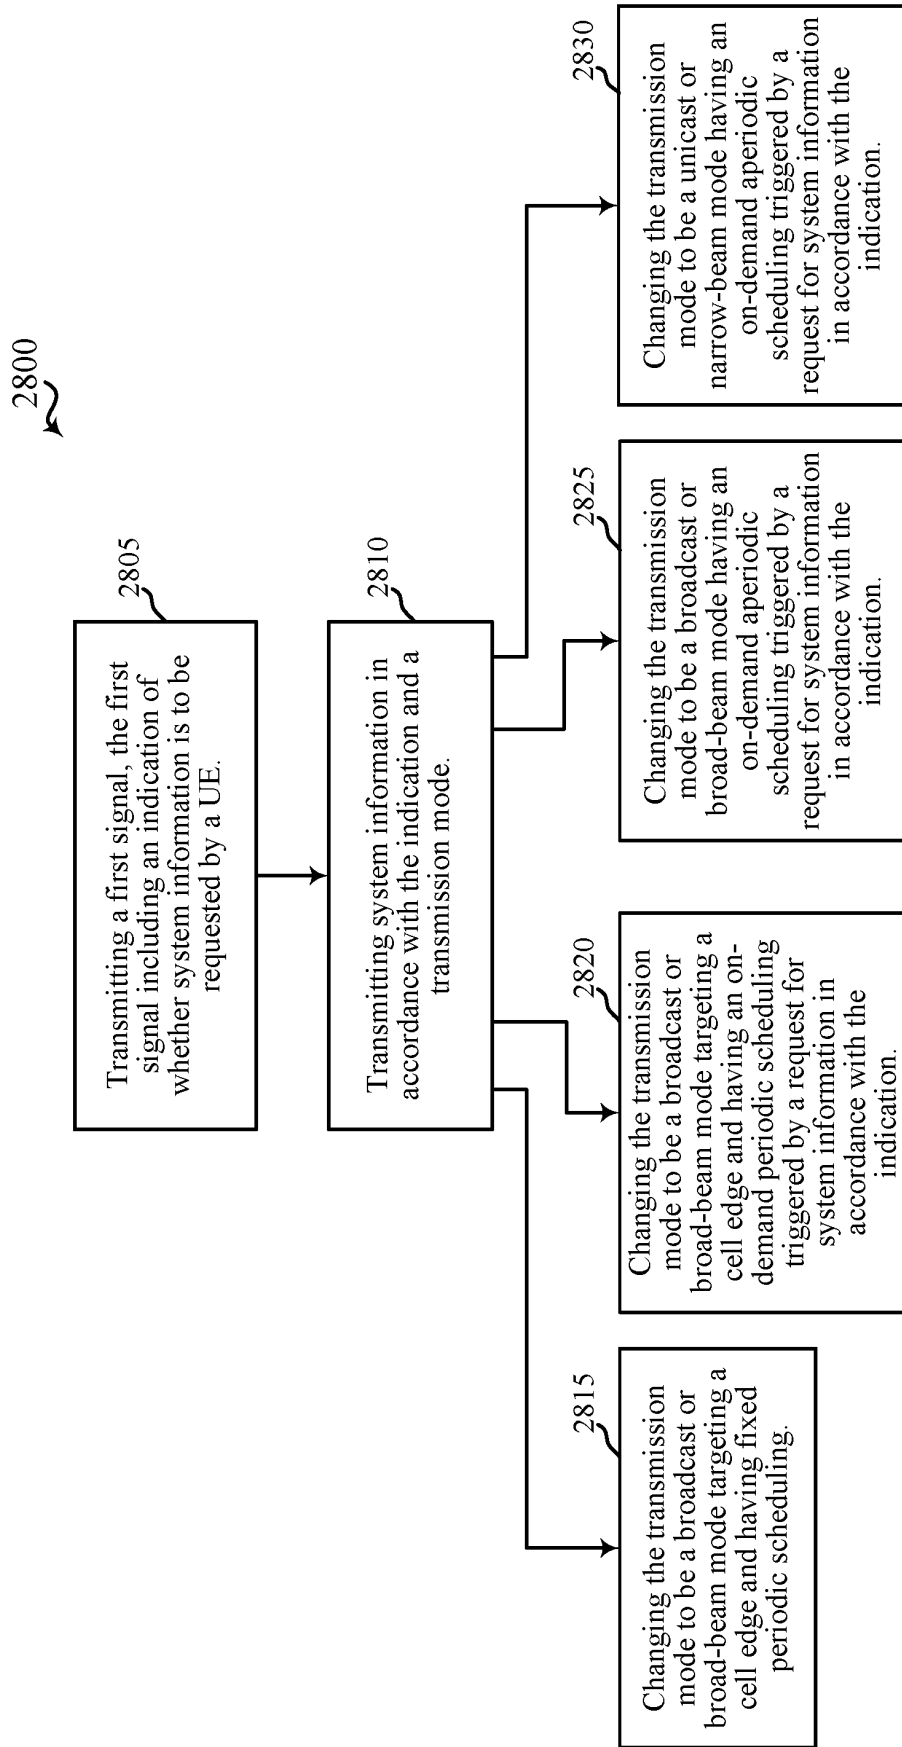 2800
2805
Transmitting a first signal, the first
signal including an indication of
whether system information is to be
requested by a UE.
2810
Transmitting system information in
accordance with the indication and a
transmission mode.
2815
Changing the transmission
mode to be a broadcast or
broad-beam mode targeting a
cell edge and having fixed
periodic scheduling.
2820
Changing the transmission
mode to be a broadcast or
broad-beam mode targeting a
cell edge and having an on-
demand periodic scheduling
triggered by a request for
system information in
accordance with the
indication.
2825
Changing the transmission
mode to be a broadcast or
broad-beam mode having an
on-demand aperiodic
scheduling triggered by a
request for system information
in accordance with the
indication.
2830
Changing the transmission
mode to be a unicast or
narrow-beam mode having an
on-demand aperiodic
scheduling triggered by a
request for system information
in accordance with the
indication.